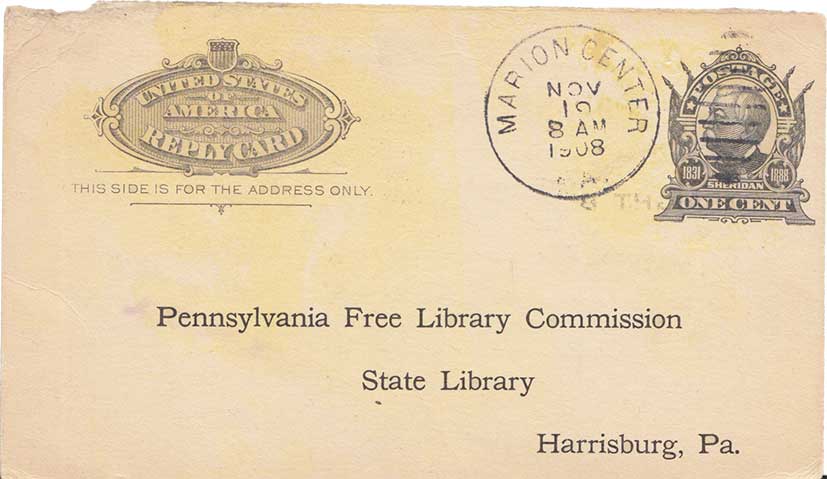 UNITED STATES
OF
AMERICA
REPLY CARD
THIS SIDE IS FOR THE ADDRESS ONLY.
MARION CENTER
NOV
8 AM
1908
POSTAGE
1831 1888
SHERIDAN
ONE CENT
Pennsylvania Free Library Commission
State Library
Harrisburg, Pa.